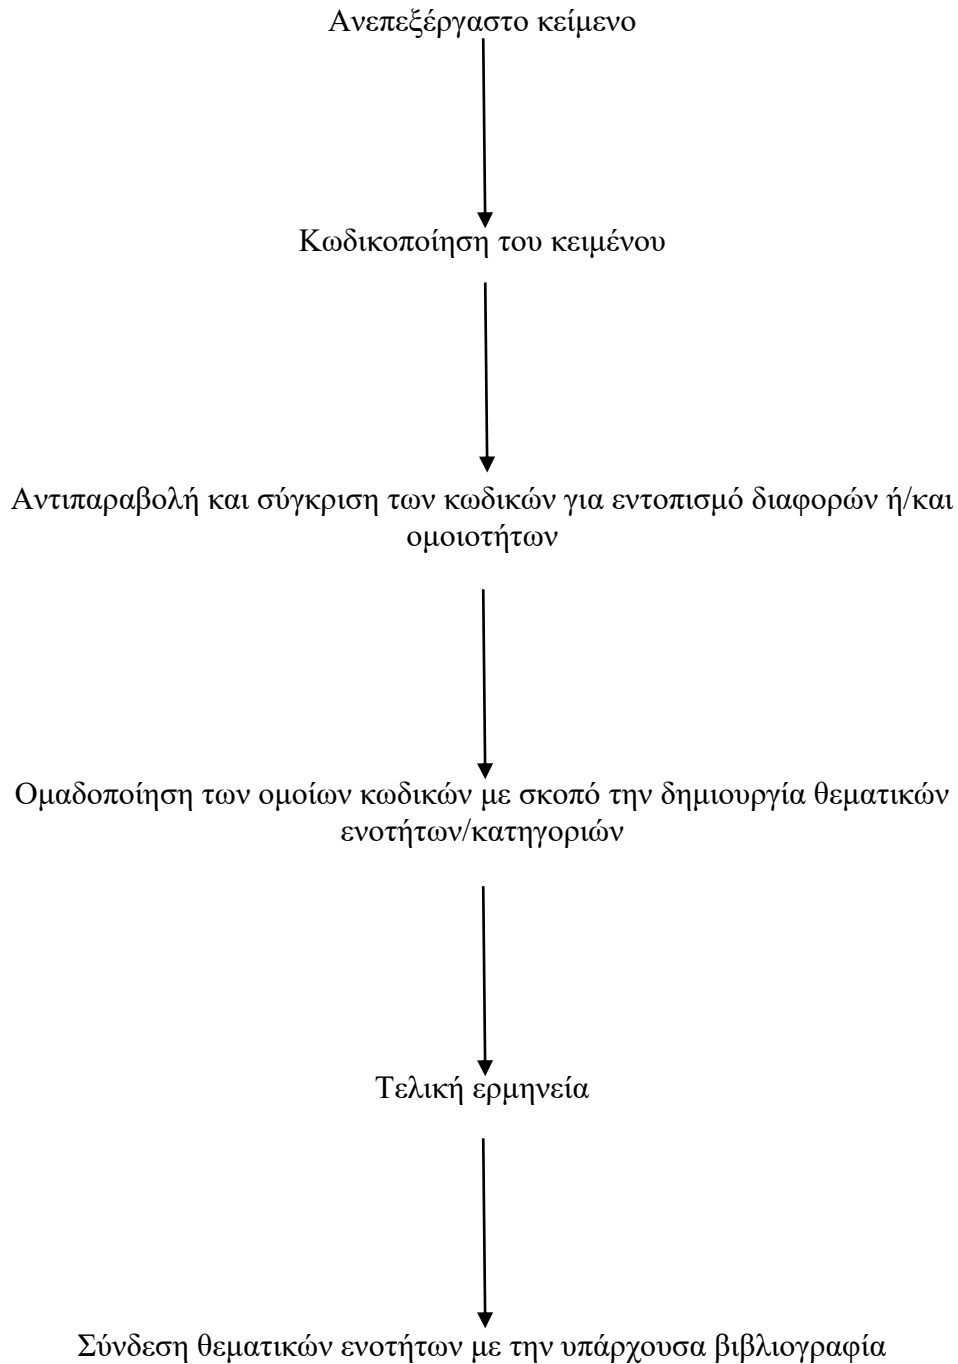 Ανεπεξέργαστο κείμενο
Κωδικοποίηση του κειμένου
Αντιπαραβολή και σύγκριση των κωδικών για εντοπισμό διαφορών ή/και
ομοιοτήτων
Ομαδοποίηση των ομοίων κωδικών με σκοπό την δημιουργία θεματικών
ενοτήτων/κατηγοριών
Τελική ερμηνεία
Σύνδεση θεματικών ενοτήτων με την υπάρχουσα βιβλιογραφία